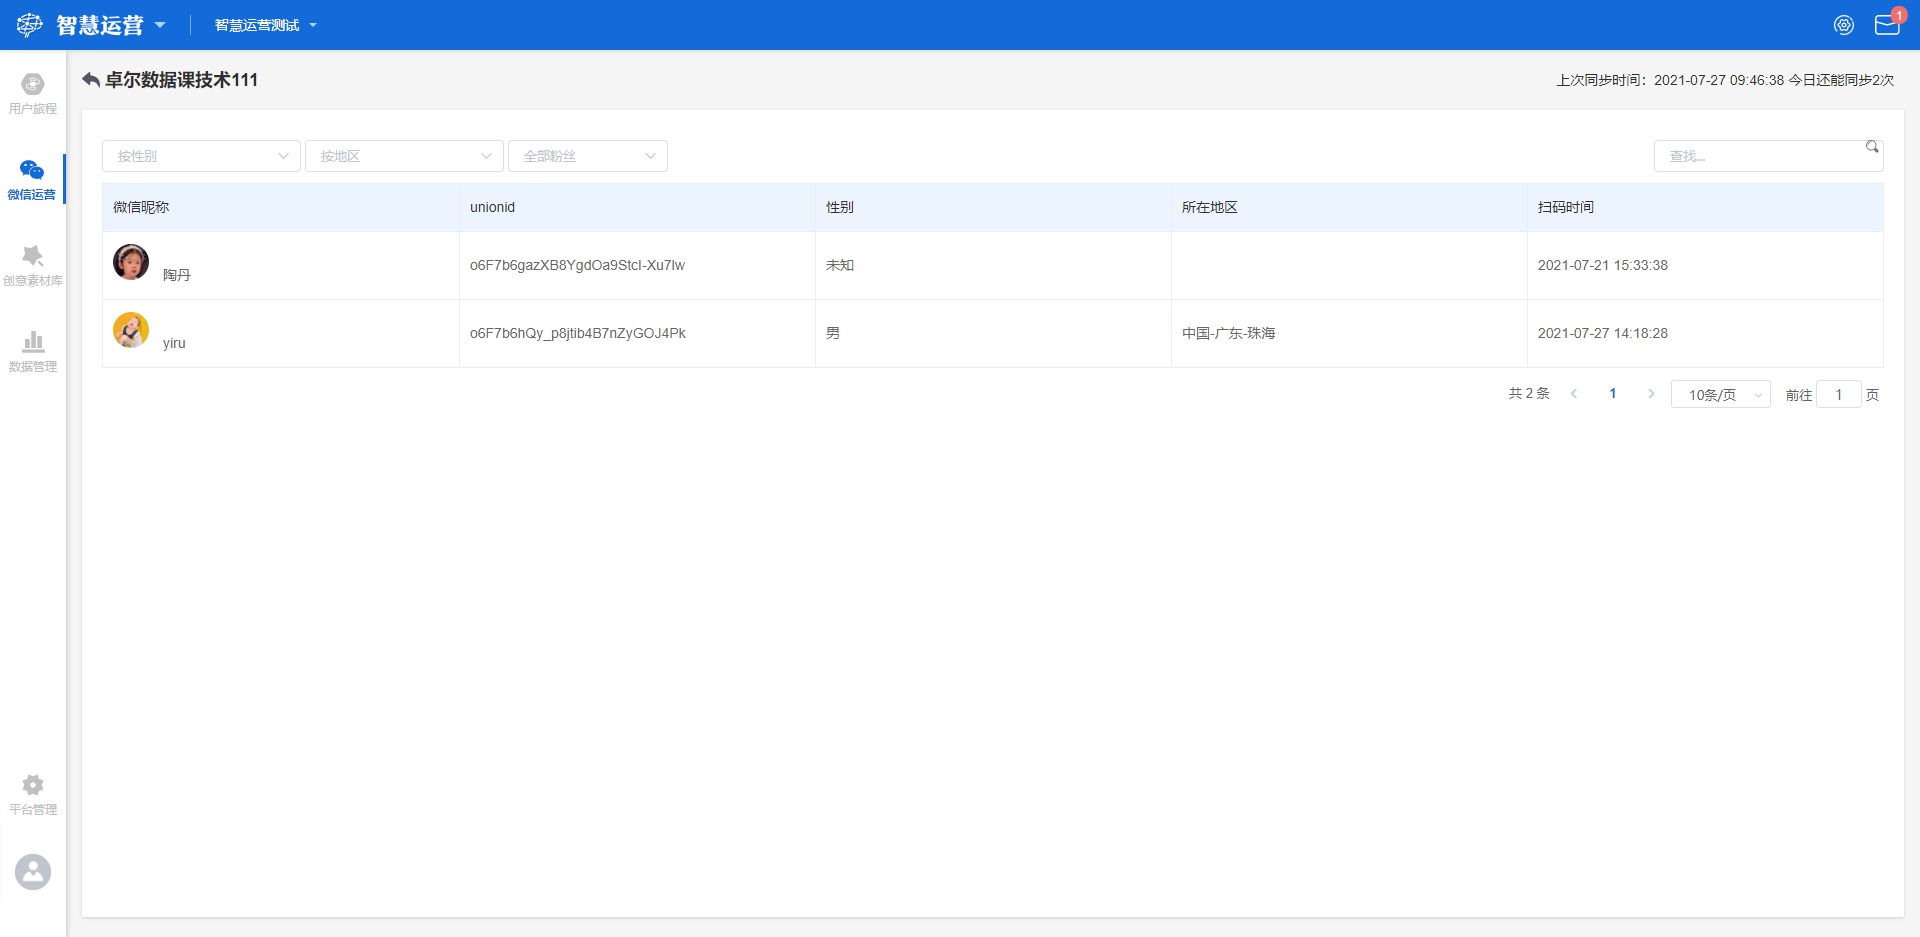 智慧运营
智慧运营测试
1
用户旅程
微信运营
创意素材库
数据管理
平台管理
卓尔数据课技术111
上次同步时间：2021-07-27 09:46:38 今日还能同步2次
按性别
按地区
全部粉丝
查找...
微信昵称 unionid 性别 所在地区 扫码时间
陶丹 o6F7b6gazXB8YgdOa9StcI-Xu7lw 未知 2021-07-21 15:33:38
yiru o6F7b6hQy_p8jtib4B7nZyGOJ4Pk 男 中国-广东-珠海 2021-07-27 14:18:28
共 2 条 1 10条/页 前往 1 页